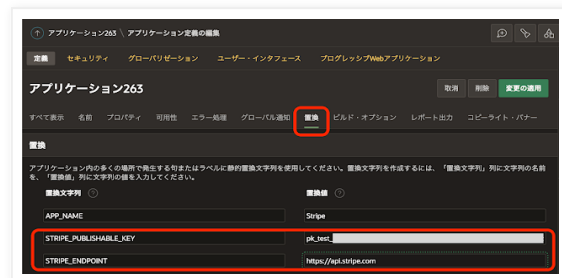 アプリケーション263 \ アプリケーション定義の編集
定義 セキュリティ グローバリゼーション ユーザー・インタフェース プログレッシブWebアプリケーション
アプリケーション263 取消 削除 変更の適用
すべて表示 名前 プロパティ 可用性 エラー処理 グローバル通知 置換 ビルド・オプション レポート出力 コピーライト・バナー
置換
アプリケーション内の多くの場所で発生する句またはラベルに静的置換文字列を使用してください。置換文字列を作成するには、「置換文字列」列に文字列の名前
を、「置換値」列に文字列の値を入力してください。
置換文字列 置換値
APP_NAME Stripe
STRIPE_PUBLISHABLE_KEY pk_test_
STRIPE_ENDPOINT https://api.stripe.com